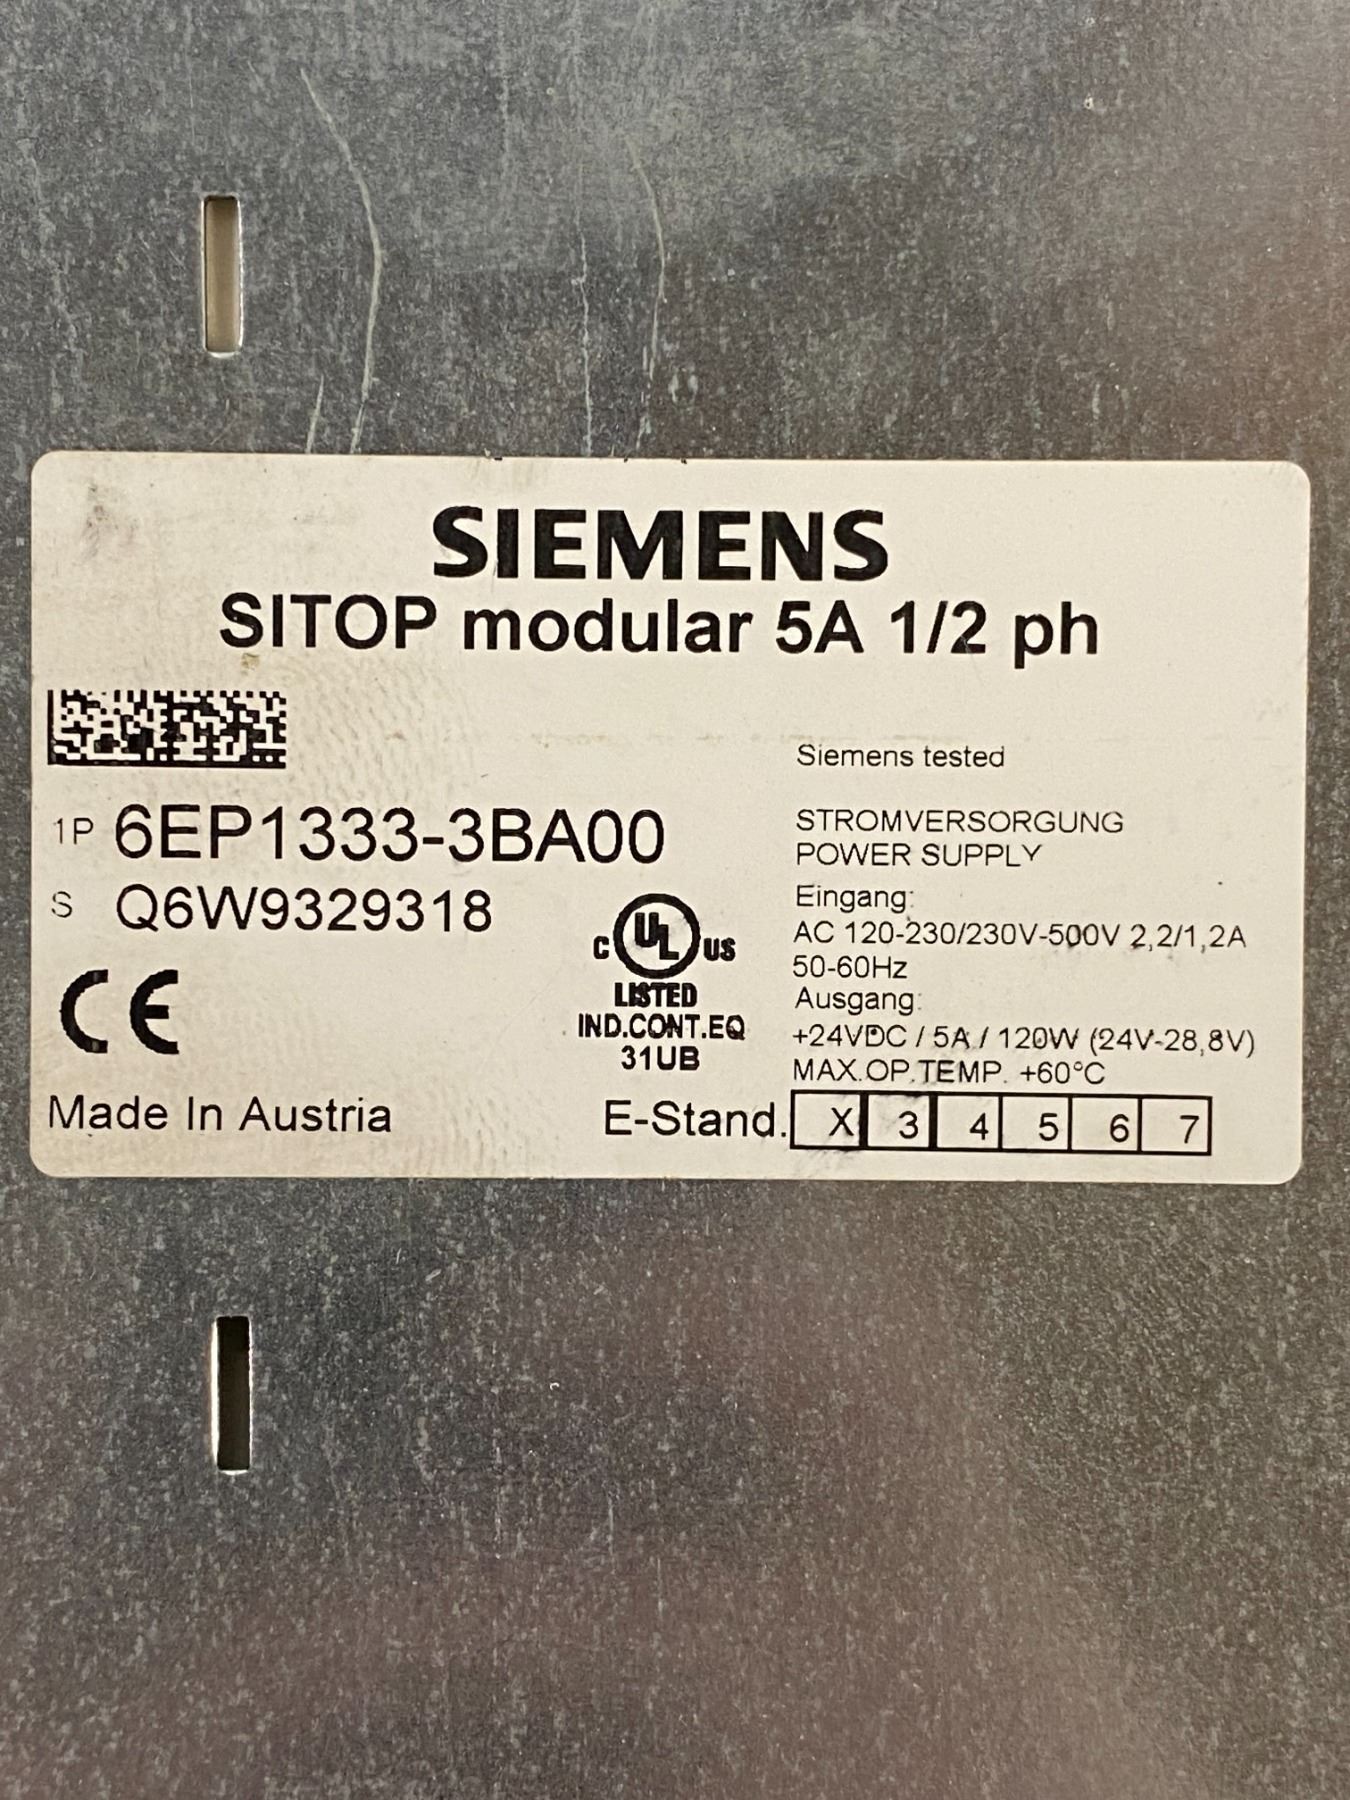 SIEMENS
SITOP modular 5A 1/2 ph
Siemens tested
1P 6EP1333-3BA00
S Q6W9329318
STROMVERSORGUNG
POWER SUPPLY
Eingang:
AC 120-230/230V-500V 2,2/1,2A
50-60Hz
Ausgang:
+24VDC / 5A / 120W (24V-28,8V)
MAX.OP.TEMP. +60°C
C UL US
LISTED
IND.CONT.EQ
31UB
CE
Made In Austria
E-Stand. X 3 4 5 6 7